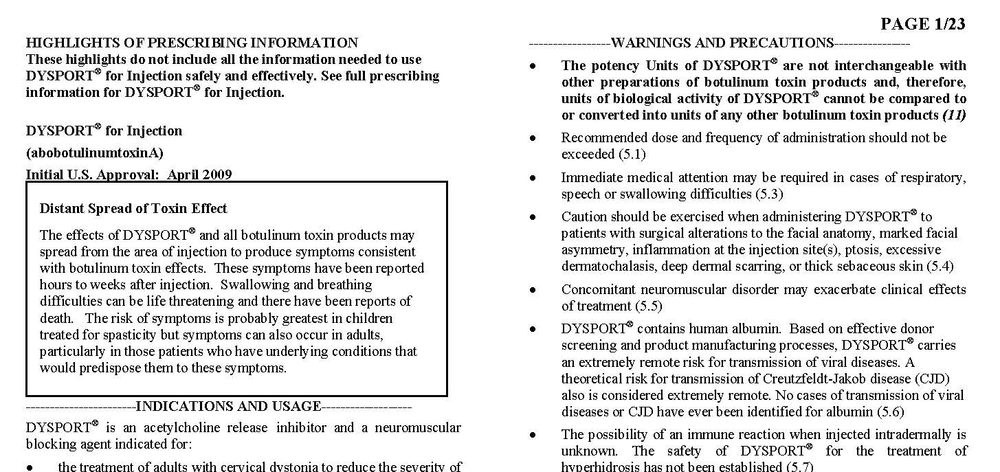 PAGE 1/23
HIGHLIGHTS OF PRESCRIBING INFORMATION
These highlights do not include all the information needed to use
DYSPORT® for Injection safely and effectively. See full prescribing
information for DYSPORT® for Injection.
DYSPORT® for Injection
(abobotulinumtoxinA)
Initial U.S. Approval: April 2009
Distant Spread of Toxin Effect
The effects of DYSPORT® and all botulinum toxin products may
spread from the area of injection to produce symptoms consistent
with botulinum toxin effects. These symptoms have been reported
hours to weeks after injection. Swallowing and breathing
difficulties can be life threatening and there have been reports of
death. The risk of symptoms is probably greatest in children
treated for spasticity but symptoms can also occur in adults,
particularly in those patients who have underlying conditions that
would predispose them to these symptoms.
-----------------------INDICATIONS AND USAGE-------------------
DYSPORT® is an acetylcholine release inhibitor and a neuromuscular
blocking agent indicated for:
• the treatment of adults with cervical dystonia to reduce the severity of
-----------------WARNINGS AND PRECAUTIONS----------------
• The potency Units of DYSPORT® are not interchangeable with
other preparations of botulinum toxin products and, therefore,
units of biological activity of DYSPORT® cannot be compared to
or converted into units of any other botulinum toxin products (11)
• Recommended dose and frequency of administration should not be
exceeded (5.1)
• Immediate medical attention may be required in cases of respiratory,
speech or swallowing difficulties (5.3)
• Caution should be exercised when administering DYSPORT® to
patients with surgical alterations to the facial anatomy, marked facial
asymmetry, inflammation at the injection site(s), ptosis, excessive
dermatochalasis, deep dermal scarring, or thick sebaceous skin (5.4)
• Concomitant neuromuscular disorder may exacerbate clinical effects
of treatment (5.5)
• DYSPORT® contains human albumin. Based on effective donor
screening and product manufacturing processes, DYSPORT® carries
an extremely remote risk for transmission of viral diseases. A
theoretical risk for transmission of Creutzfeldt-Jakob disease (CJD)
also is considered extremely remote. No cases of transmission of viral
diseases or CJD have ever been identified for albumin (5.6)
• The possibility of an immune reaction when injected intradermally is
unknown. The safety of DYSPORT® for the treatment of
hyperhidrosis has not been established (5.7)